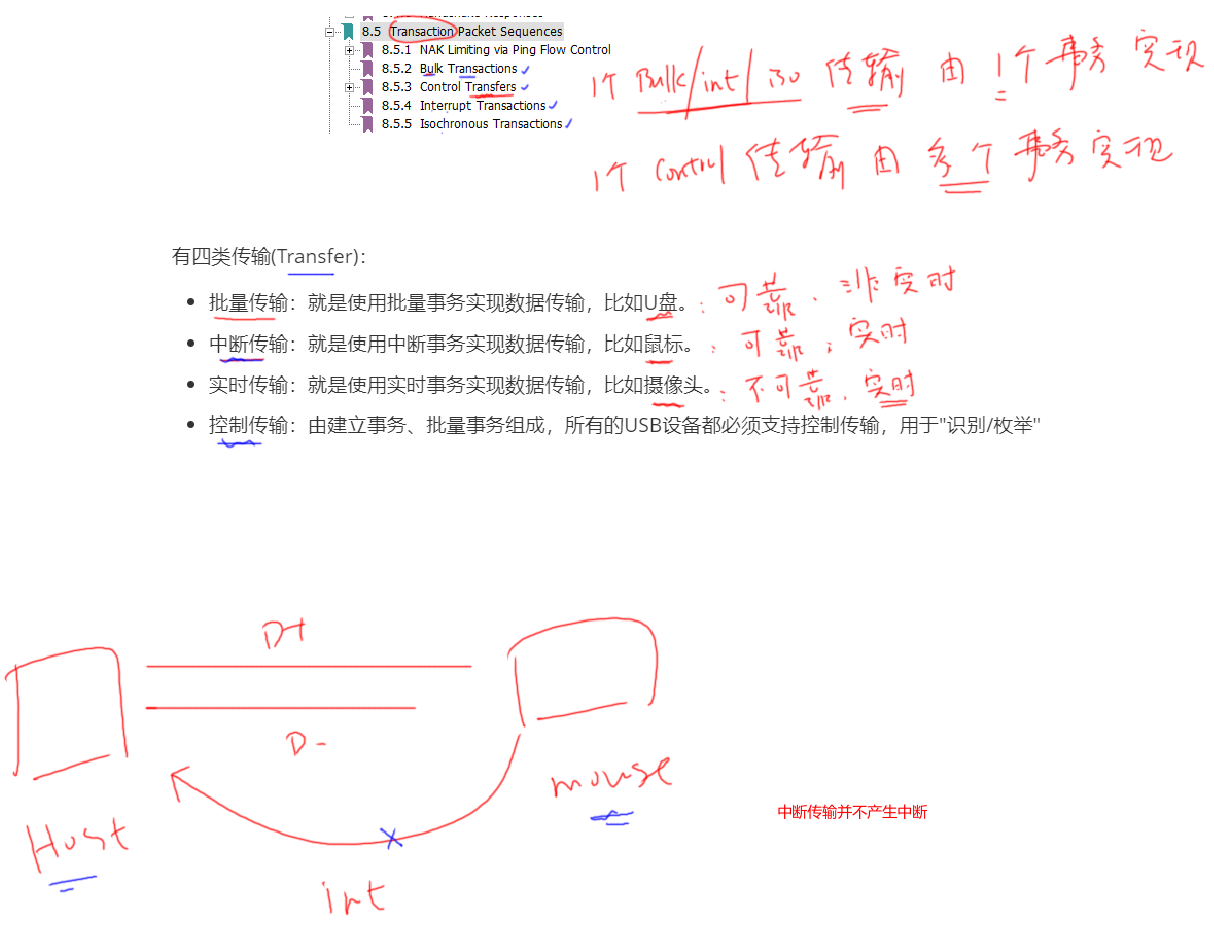 8.5 Transaction Packet Sequences
8.5.1 NAK Limiting via Ping Flow Control
8.5.2 Bulk Transactions
8.5.3 Control Transfers
8.5.4 Interrupt Transactions
8.5.5 Isochronous Transactions
1个 Bulk/int/ISO 传输 由 1个 事务 实现
1个 Control 传输 由 多个 事务实现
有四类传输(Transfer):
• 批量传输：就是使用批量事务实现数据传输，比如U盘。：可靠、非实时
• 中断传输：就是使用中断事务实现数据传输，比如鼠标。：可靠；实时
• 实时传输：就是使用实时事务实现数据传输，比如摄像头。：不可靠、实时
• 控制传输：由建立事务、批量事务组成，所有的USB设备都必须支持控制传输，用于"识别/枚举"
D+
D-
mouse
Host
int
中断传输并不产生中断